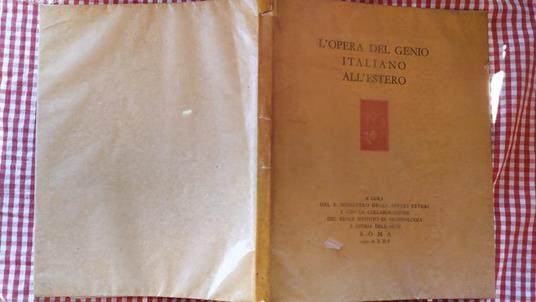 L'OPERA DEL GENIO
ITALIANO
ALL'ESTERO
A CURA
DEL R. MINISTERO DEGLI AFFARI ESTERI
E CON LA COLLABORAZIONE
DEL REALE ISTITUTO DI ARCHEOLOGIA
E STORIA DELL'ARTE
ROMA